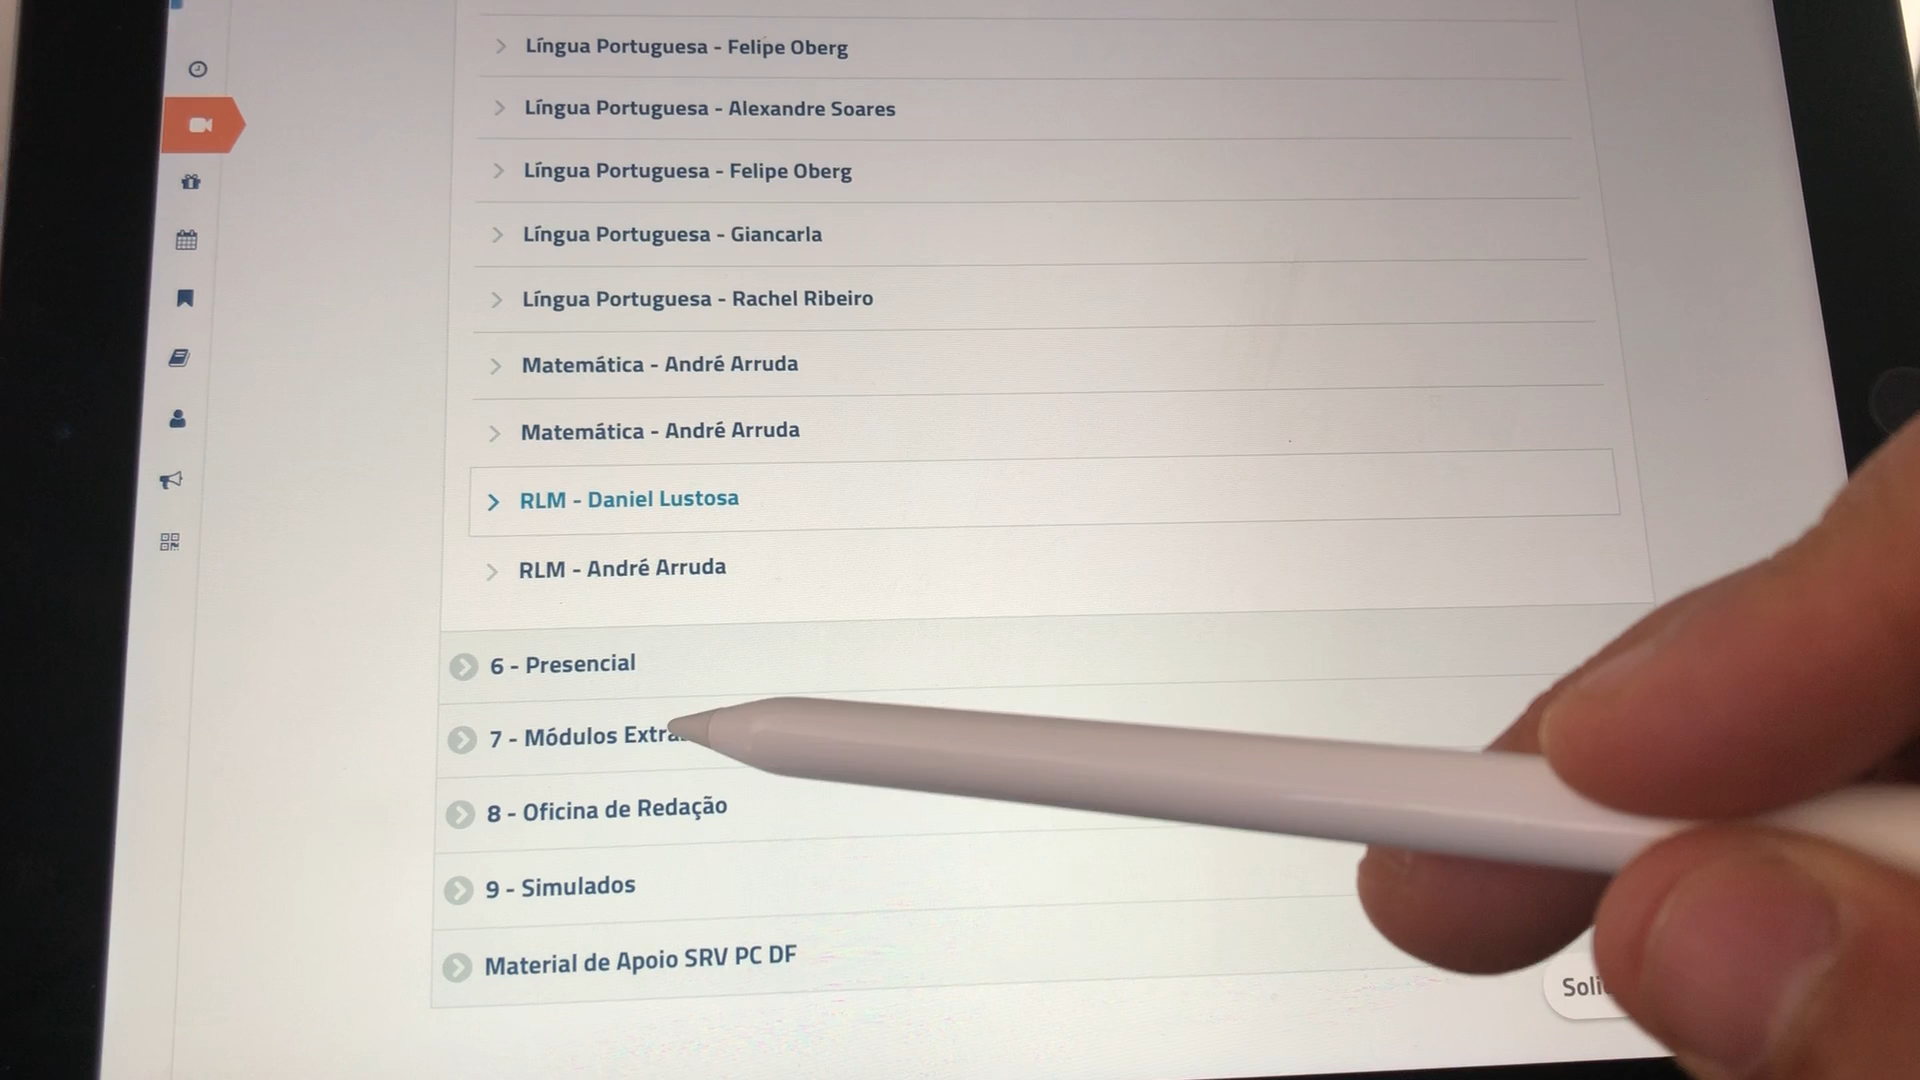 Língua Portuguesa - Felipe Oberg
Língua Portuguesa - Alexandre Soares
Língua Portuguesa - Felipe Oberg
Língua Portuguesa - Giancarla
Língua Portuguesa - Rachel Ribeiro
Matemática - André Arruda
Matemática - André Arruda
RLM - Daniel Lustosa
RLM - André Arruda
6 - Presencial
7 - Módulos Extra
8 - Oficina de Redação
9 - Simulados
Material de Apoio SRV PC DF